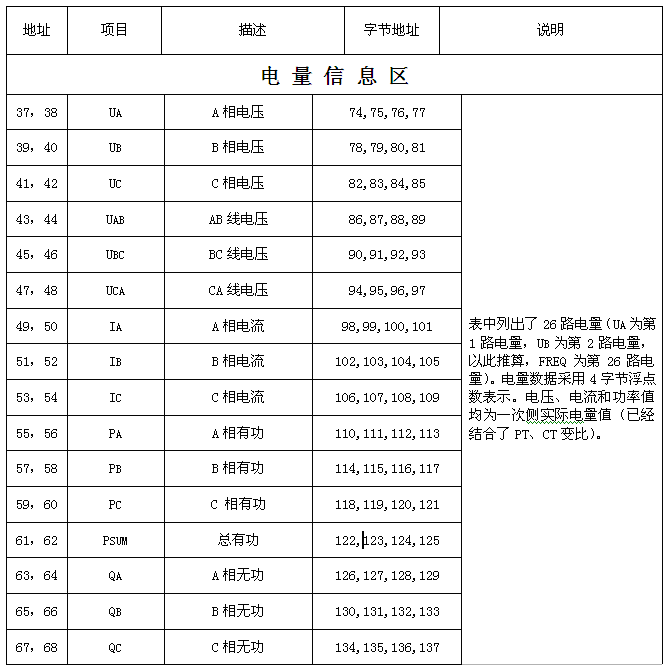 地址 项目 描述 字节地址 说明
电 量 信 息 区
37，38 UA A 相电压 74,75,76,77
39，40 UB B 相电压 78,79,80,81
41，42 UC C 相电压 82,83,84,85
43，44 UAB AB 线电压 86,87,88,89
45，46 UBC BC 线电压 90,91,92,93
47，48 UCA CA 线电压 94,95,96,97
49，50 IA A 相电流 98,99,100,101
51，52 IB B 相电流 102,103,104,105
53，54 IC C 相电流 106,107,108,109
55，56 PA A 相有功 110,111,112,113
57，58 PB B 相有功 114,115,116,117
59，60 PC C 相有功 118,119,120,121
61，62 PSUM 总有功 122,123,124,125
63，64 QA A 相无功 126,127,128,129
65，66 QB B 相无功 130,131,132,133
67，68 QC C 相无功 134,135,136,137
表中列出了 26 路电量（UA 为第
1 路电量，UB 为第 2 路电量，
以此推算，FREQ 为第 26 路电
量）。电量数据采用 4 字节浮点
数表示。电压、电流和功率值
均为一次侧实际电量值（已经
结合了 PT、CT 变比）。